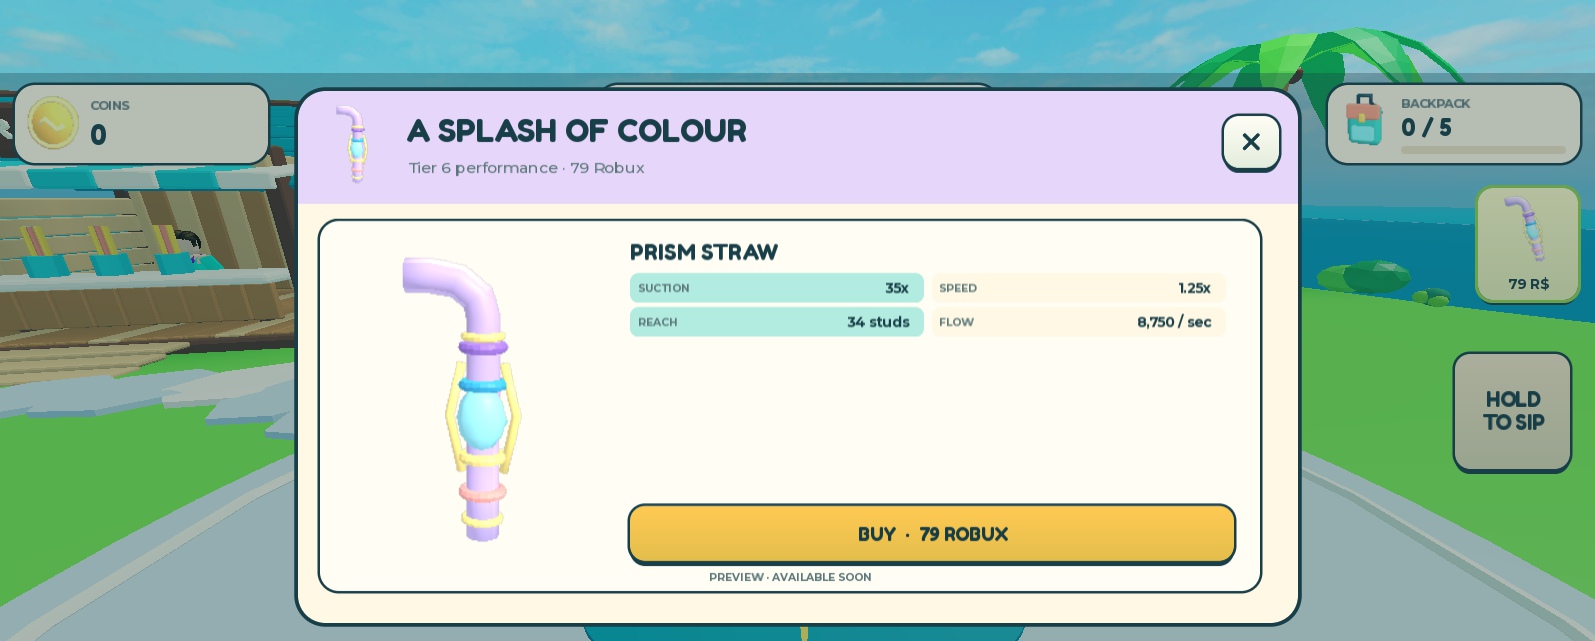 COINS
0
A SPLASH OF COLOUR
Tier 6 performance · 79 Robux
BACKPACK
0 / 5
79 R$
PRISM STRAW
SUCTION 35x
SPEED 1.25x
REACH 34 studs
FLOW 8,750 / sec
HOLD
TO SIP
BUY · 79 ROBUX
PREVIEW · AVAILABLE SOON